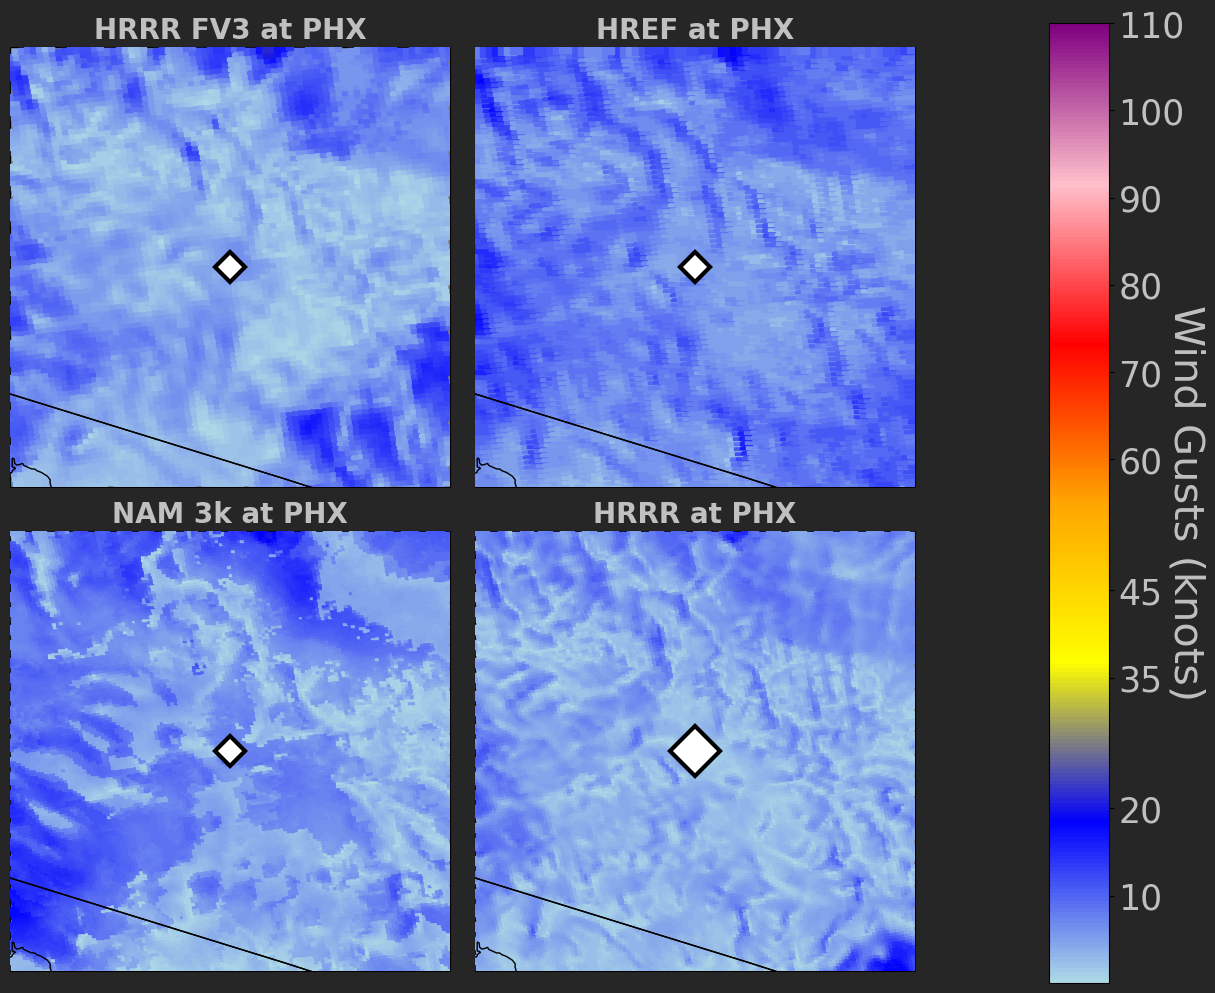 HRRR FV3 at PHX
HREF at PHX
NAM 3k at PHX
HRRR at PHX
110
100
90
80
70
60
45
35
20
10
Wind Gusts (knots)